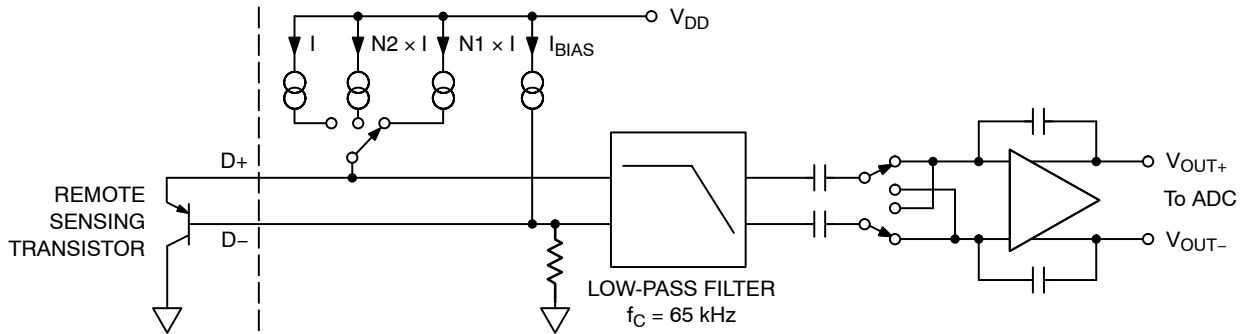 V_DD
I
N2 × I
N1 × I
I_BIAS
D+
REMOTE
SENSING
TRANSISTOR
D−
LOW-PASS FILTER
f_C = 65 kHz
V_OUT+
To ADC
V_OUT−